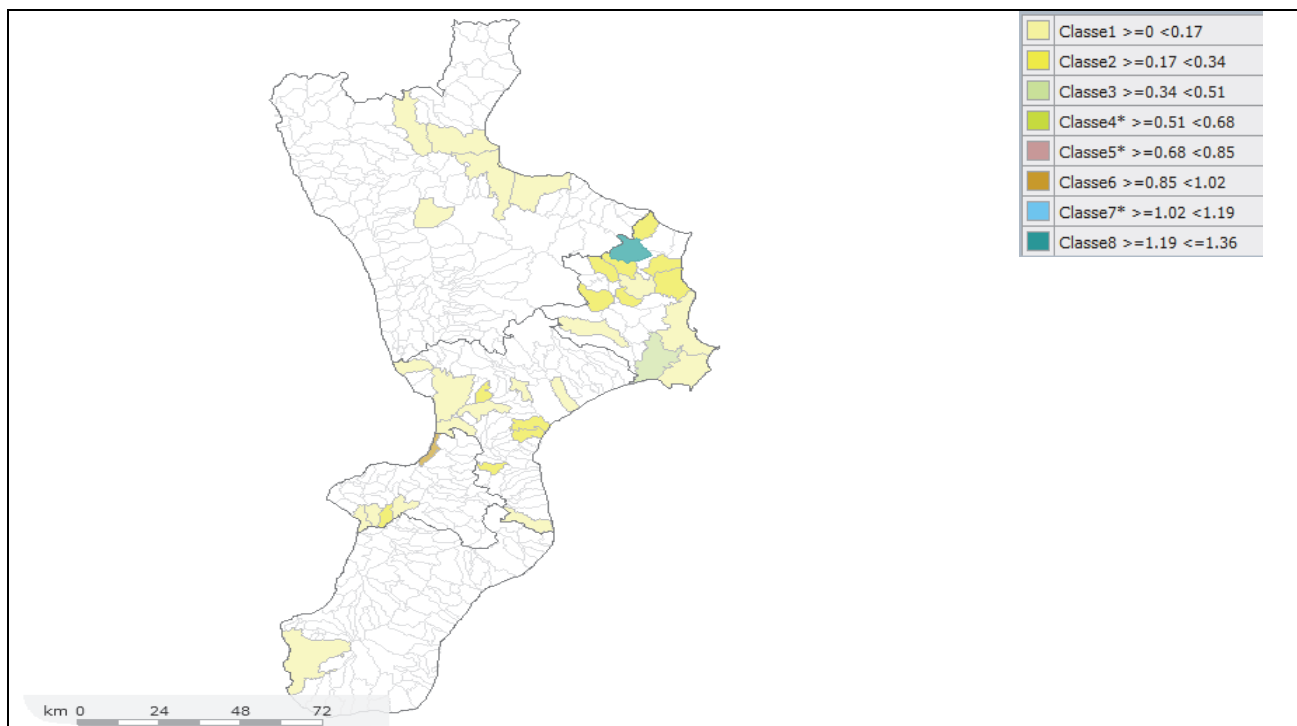 Classe1 >=0 <0.17
Classe2 >=0.17 <0.34
Classe3 >=0.34 <0.51
Classe4* >=0.51 <0.68
Classe5* >=0.68 <0.85
Classe6 >=0.85 <1.02
Classe7* >=1.02 <1.19
Classe8 >=1.19 <=1.36
km 0 24 48 72